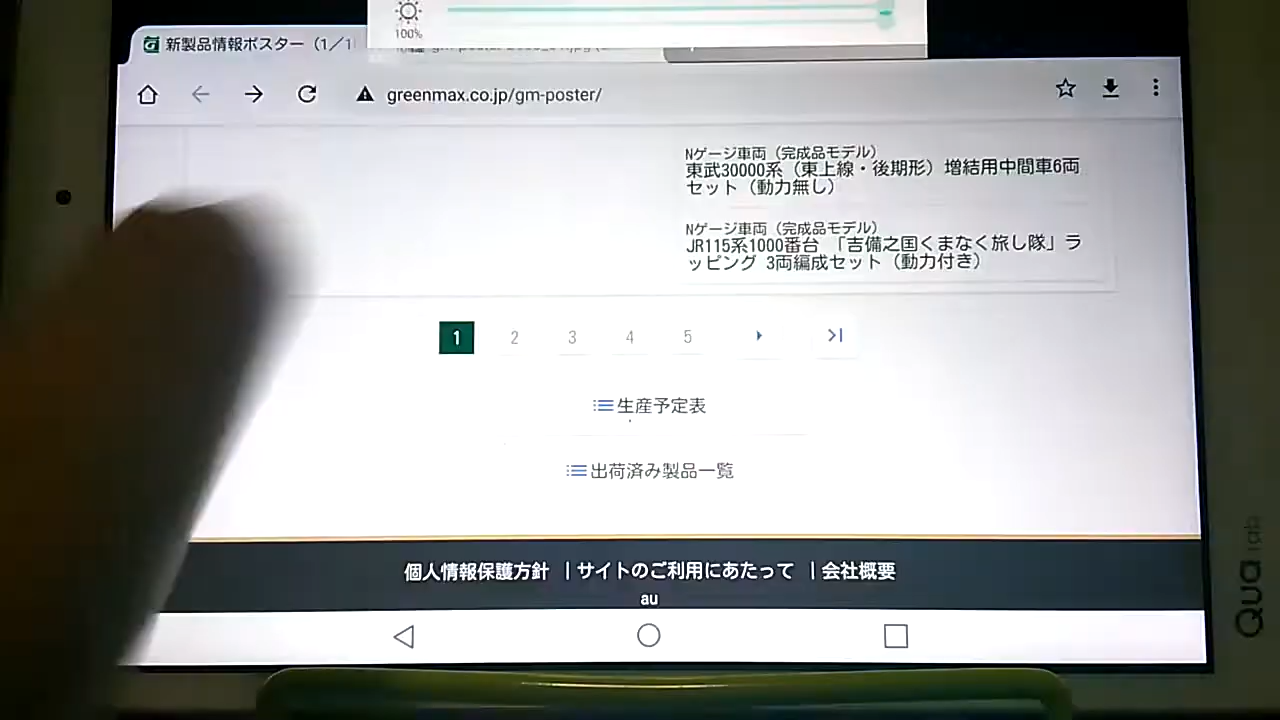 100%
新製品情報ポスター（1／1
greenmax.co.jp/gm-poster/
Nゲージ車両（完成品モデル）
東武30000系（東上線・後期形）増結用中間車6両
セット（動力無し）
Nゲージ車両（完成品モデル）
JR115系1000番台 「吉備之国くまなく旅し隊」ラ
ッピング 3両編成セット（動力付き）
1 2 3 4 5
生産予定表
出荷済み製品一覧
個人情報保護方針 | サイトのご利用にあたって | 会社概要
au
Qua tab